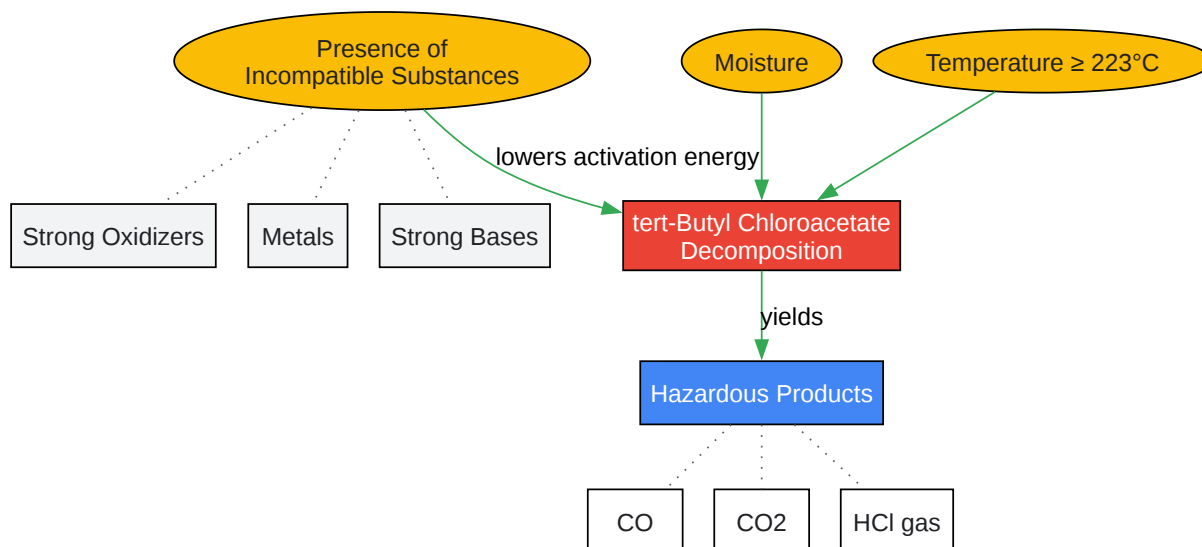 Presence of
Incompatible Substances
Moisture
Temperature ≥ 223°C
lowers activation energy
Strong Oxidizers
Metals
Strong Bases
tert-Butyl Chloroacetate
Decomposition
yields
Hazardous Products
CO
CO2
HCl gas